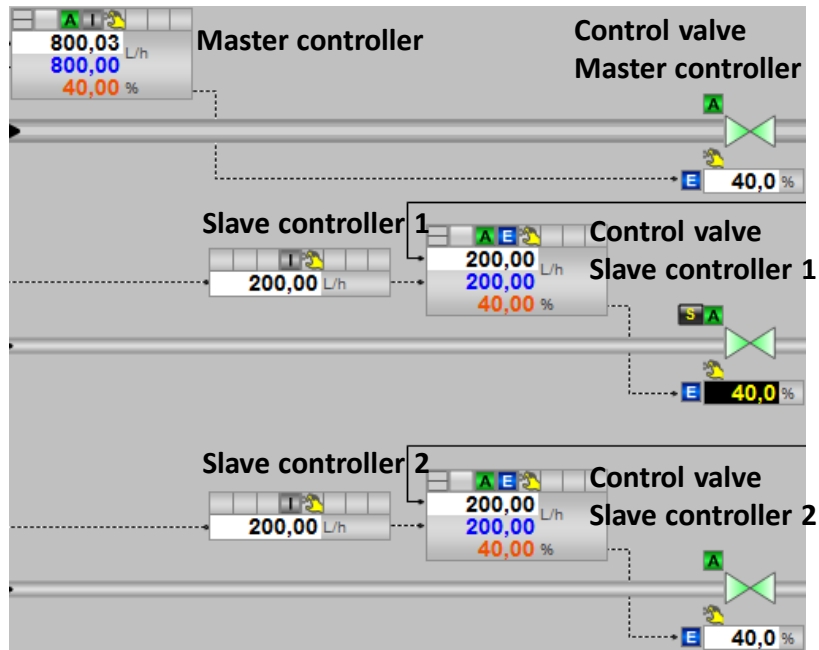 A I
800,03 L/h
800,00
40,00 %
Master controller
Control valve
Master controller
A
E 40,0 %
Slave controller 1
I
200,00 L/h
A E
200,00 L/h
200,00
40,00 %
Control valve
Slave controller 1
S A
E 40,0 %
Slave controller 2
I
200,00 L/h
A E
200,00 L/h
200,00
40,00 %
Control valve
Slave controller 2
A
E 40,0 %